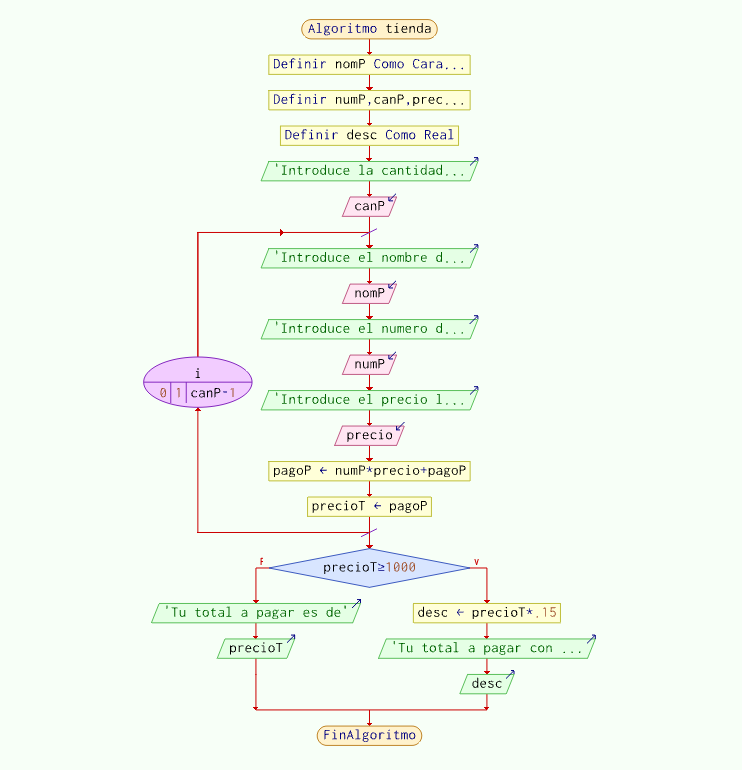 Algoritmo tienda
Definir nomP Como Cara...
Definir numP,canP,prec...
Definir desc Como Real
'Introduce la cantidad...
canP
'Introduce el nombre d...
nomP
'Introduce el numero d...
numP
i
0 1 canP-1
'Introduce el precio l...
precio
pagoP ← numP*precio+pagoP
precioT ← pagoP
F
precioT≥1000
V
'Tu total a pagar es de'
desc ← precioT*.15
precioT
'Tu total a pagar con ...
desc
FinAlgoritmo